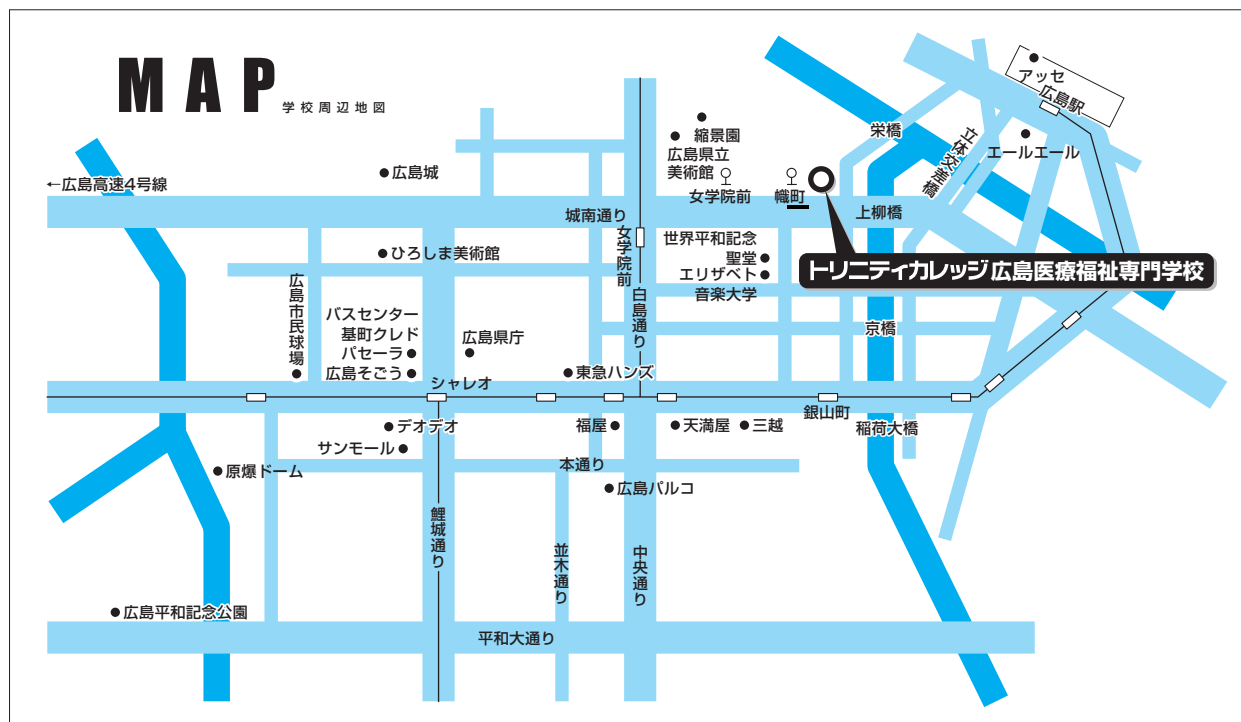 MAP
学校周辺地図
アッセ
広島駅
栄橋
立体交差橋
エールエール
縮景園
広島県立
美術館
女学院前
幟町
広島城
←広島高速4号線
城南通り
上柳橋
女学院前
世界平和記念
聖堂
エリザベト
音楽大学
トリニティカレッジ広島医療福祉専門学校
ひろしま美術館
広島市民球場
バスセンター
基町クレド
パセーラ
広島そごう
広島県庁
白島通り
京橋
東急ハンズ
シャレオ
銀山町
稲荷大橋
デオデオ
サンモール
福屋
天満屋
三越
原爆ドーム
本通り
広島パルコ
鯉城通り
並木通り
中央通り
広島平和記念公園
平和大通り